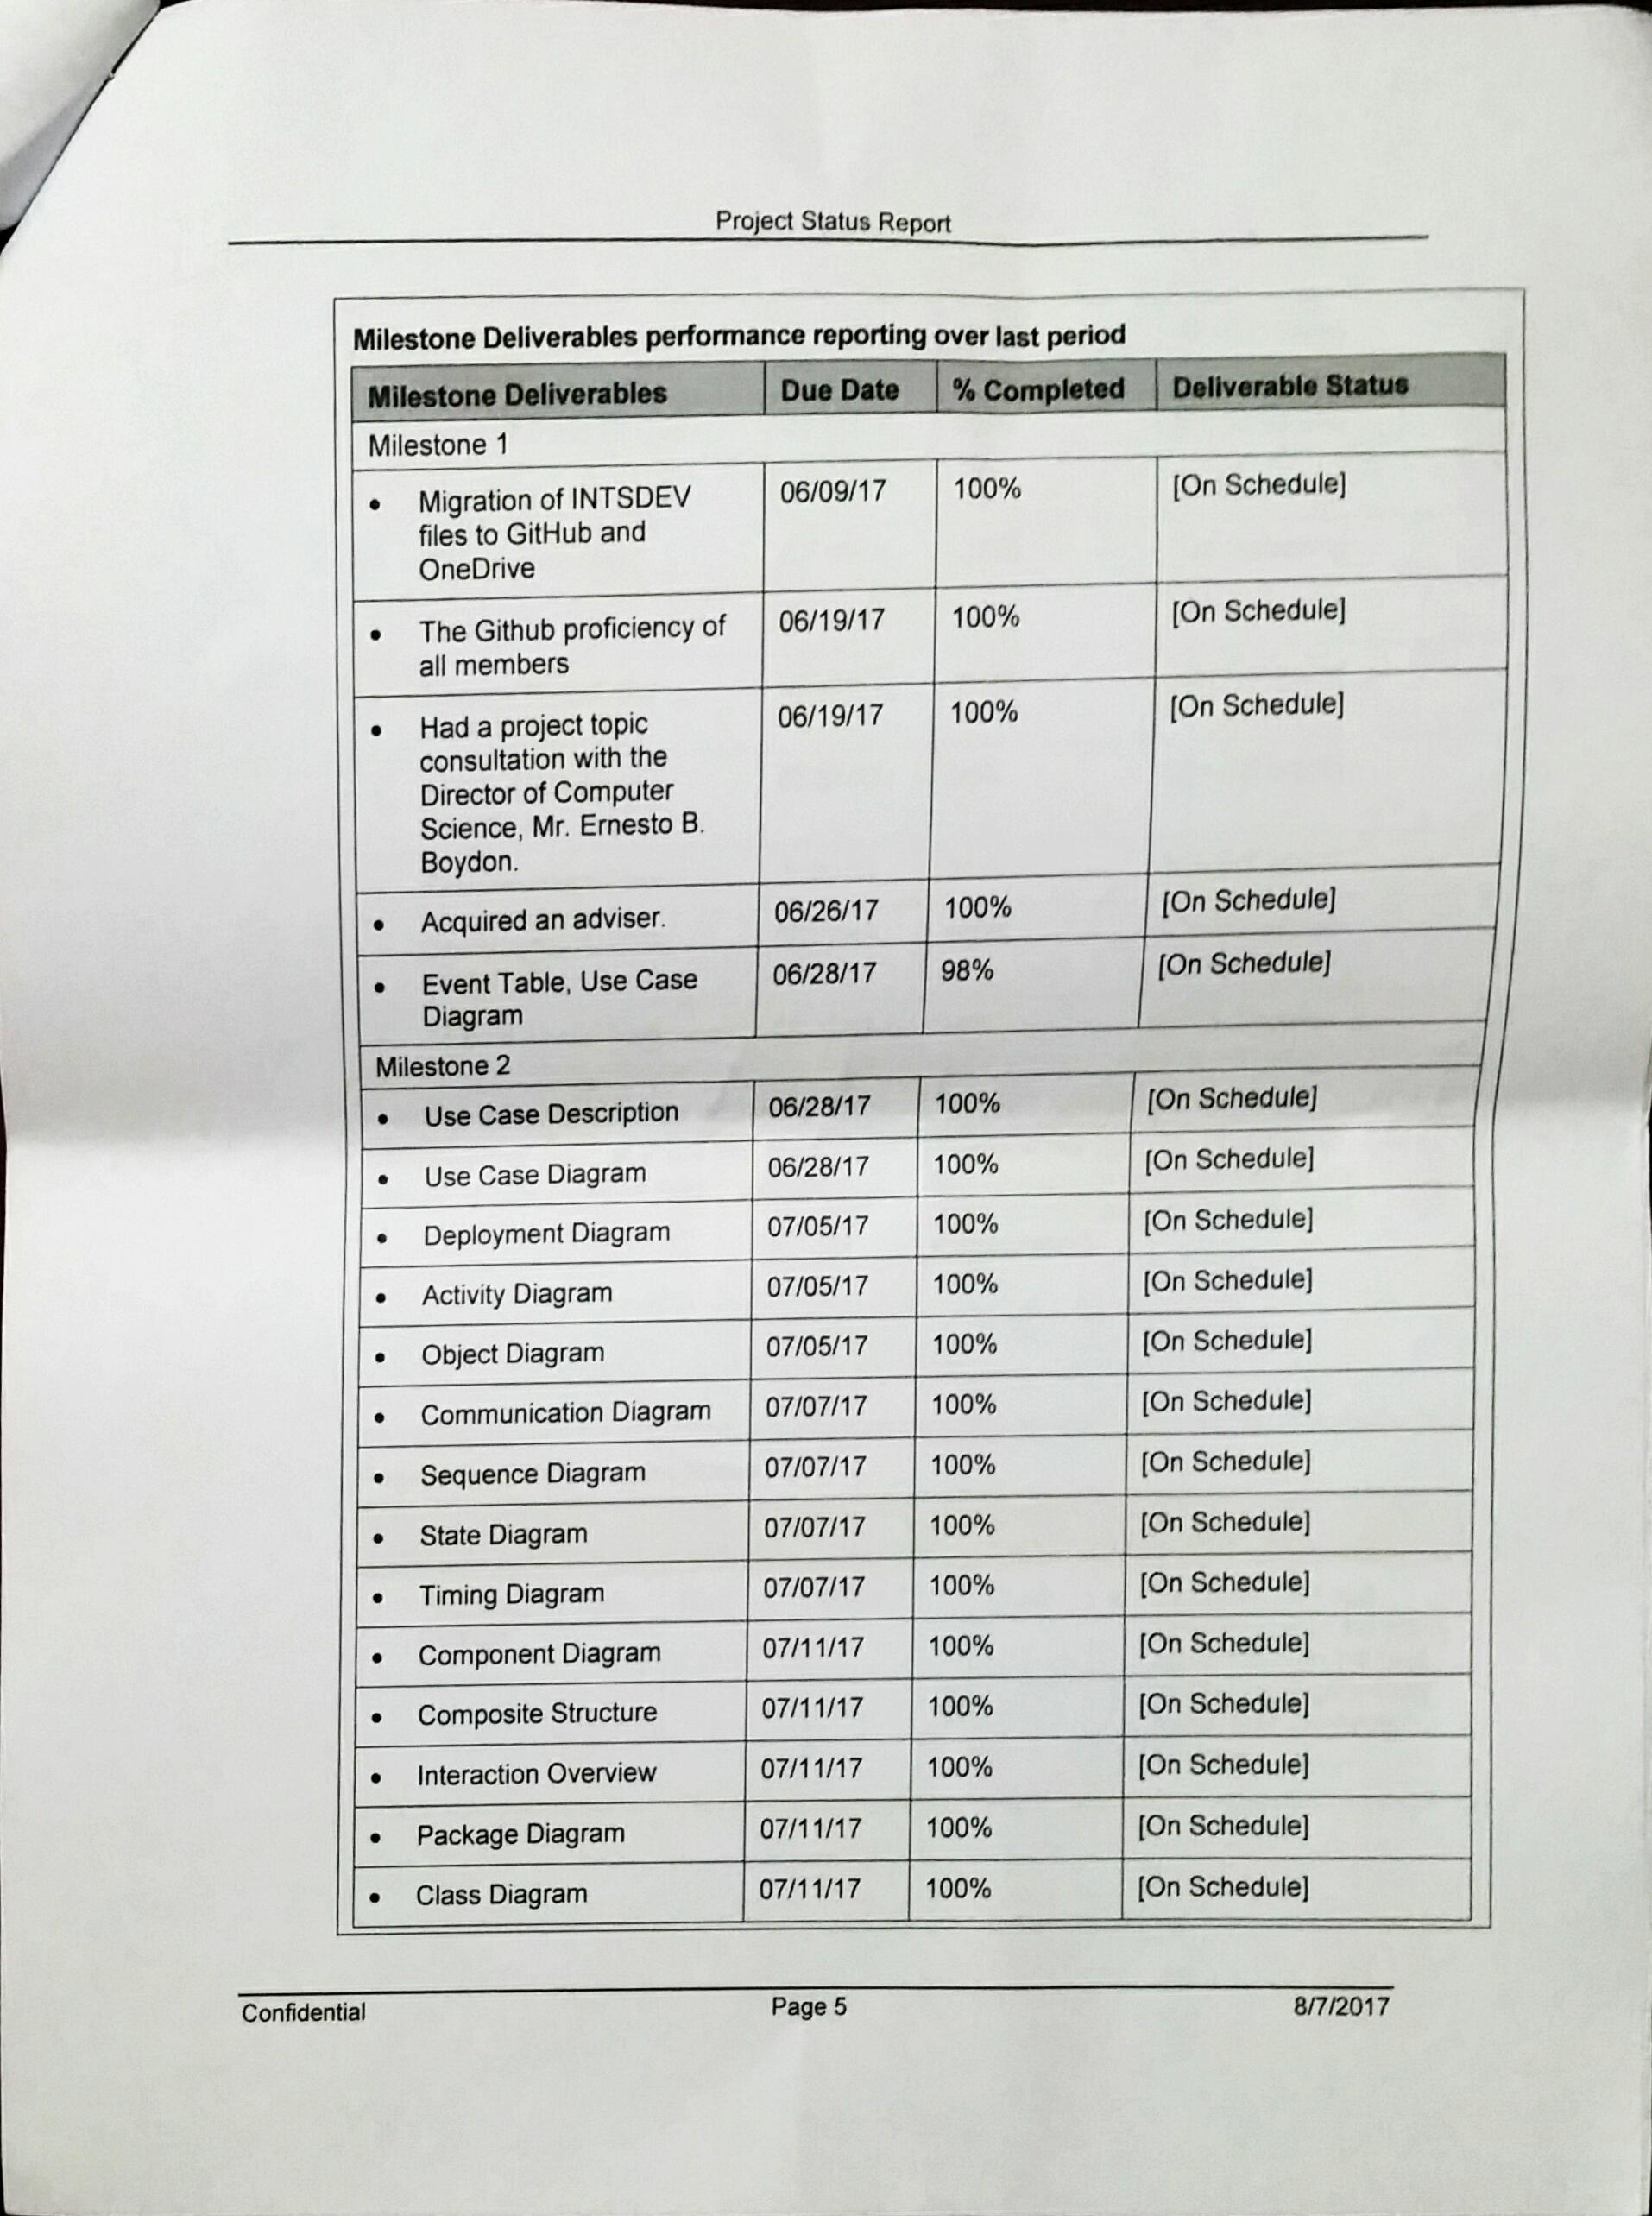 Project Status Report
Milestone Deliverables performance reporting over last period
Milestone Deliverables Due Date % Completed Deliverable Status
Milestone 1
• Migration of INTSDEV 06/09/17 100% [On Schedule]
files to GitHub and
OneDrive
• The Github proficiency of 06/19/17 100% [On Schedule]
all members
• Had a project topic 06/19/17 100% [On Schedule]
consultation with the
Director of Computer
Science, Mr. Ernesto B.
Boydon.
• Acquired an adviser. 06/26/17 100% [On Schedule]
• Event Table, Use Case 06/28/17 98% [On Schedule]
Diagram
Milestone 2
• Use Case Description 06/28/17 100% [On Schedule]
• Use Case Diagram 06/28/17 100% [On Schedule]
• Deployment Diagram 07/05/17 100% [On Schedule]
• Activity Diagram 07/05/17 100% [On Schedule]
• Object Diagram 07/05/17 100% [On Schedule]
• Communication Diagram 07/07/17 100% [On Schedule]
• Sequence Diagram 07/07/17 100% [On Schedule]
• State Diagram 07/07/17 100% [On Schedule]
• Timing Diagram 07/07/17 100% [On Schedule]
• Component Diagram 07/11/17 100% [On Schedule]
• Composite Structure 07/11/17 100% [On Schedule]
• Interaction Overview 07/11/17 100% [On Schedule]
• Package Diagram 07/11/17 100% [On Schedule]
• Class Diagram 07/11/17 100% [On Schedule]
Confidential Page 5 8/7/2017